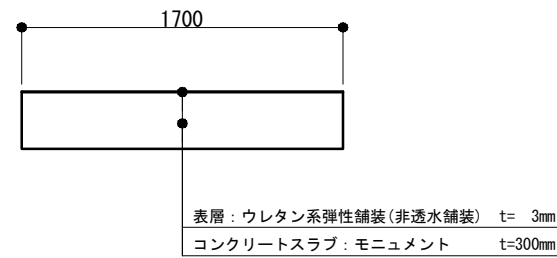 1700
表層：ウレタン系弾性舗装(非透水舗装) t= 3mm
コンクリートスラブ：モニュメント t=300mm